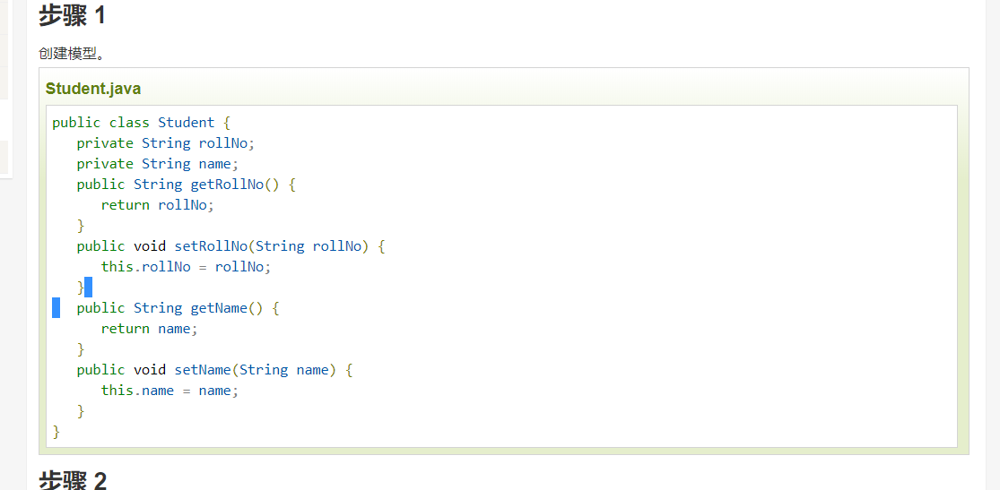 步骤 1
创建模型。
Student.java
public class Student {
   private String rollNo;
   private String name;
   public String getRollNo() {
      return rollNo;
   }
   public void setRollNo(String rollNo) {
      this.rollNo = rollNo;
   }
   public String getName() {
      return name;
   }
   public void setName(String name) {
      this.name = name;
   }
}
步骤 2